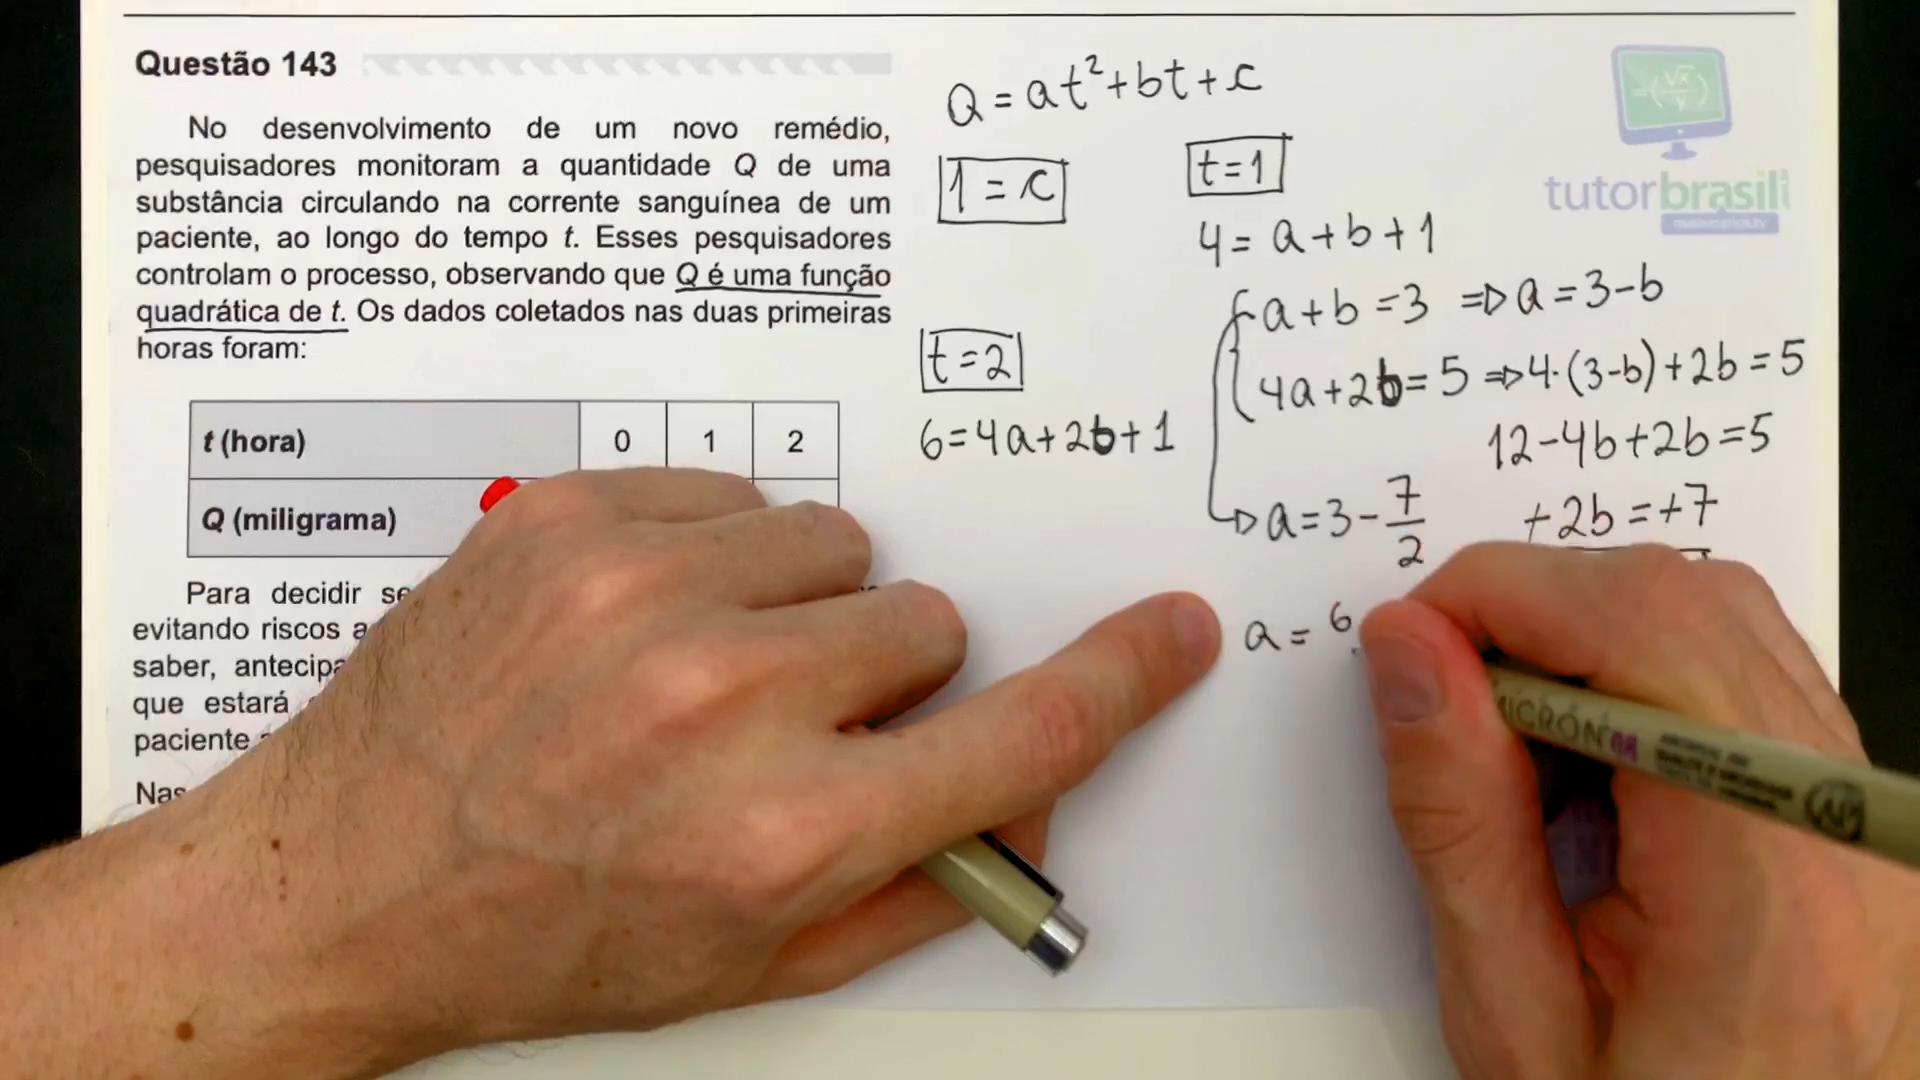 Questão 143
No desenvolvimento de um novo remédio,
pesquisadores monitoram a quantidade Q de uma
substância circulando na corrente sanguínea de um
paciente, ao longo do tempo t. Esses pesquisadores
controlam o processo, observando que Q é uma função
quadrática de t. Os dados coletados nas duas primeiras
horas foram:
t (hora) 0 1 2
Q (miligrama)
Para decidir se
evitando riscos a
saber, antecipa
que estará
paciente
Nas
Q = at²+bt+c
1 = c
t=1
4 = a+b+1
a+b=3 ⇒ a=3-b
4a+2b=5 ⇒ 4·(3-b)+2b=5
12-4b+2b=5
+2b=+7
t=2
6=4a+2b+1
a=3-7/2
a = 6
tutorbrasil
MICRON 08